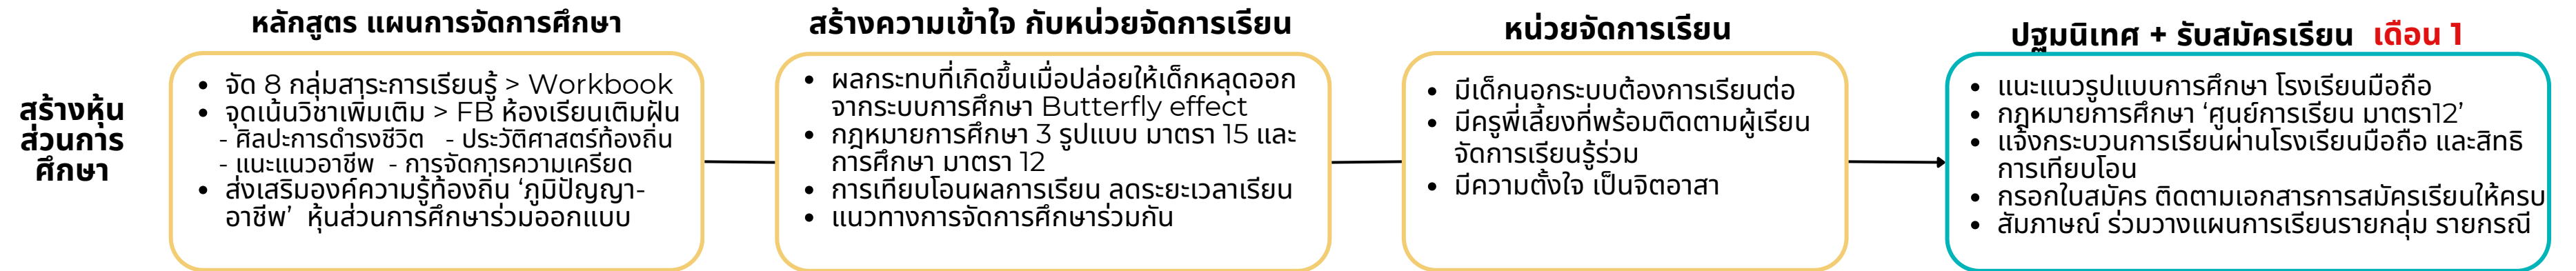 สร้างหุ้น
ส่วนการ
ศึกษา
หลักสูตร แผนการจัดการศึกษา
• จัด 8 กลุ่มสาระการเรียนรู้ > Workbook
• จุดเน้นวิชาเพิ่มเติม > FB ห้องเรียนเติมฝัน
- ศิลปะการดำรงชีวิต - ประวัติศาสตร์ท้องถิ่น
- แนะแนวอาชีพ - การจัดการความเครียด
• ส่งเสริมองค์ความรู้ท้องถิ่น ‘ภูมิปัญญา-
อาชีพ’ หุ้นส่วนการศึกษาร่วมออกแบบ
สร้างความเข้าใจ กับหน่วยจัดการเรียน
• ผลกระทบที่เกิดขึ้นเมื่อปล่อยให้เด็กหลุดออก
จากระบบการศึกษา Butterfly effect
• กฎหมายการศึกษา 3 รูปแบบ มาตรา 15 และ
การศึกษา มาตรา 12
• การเทียบโอนผลการเรียน ลดระยะเวลาเรียน
• แนวทางการจัดการศึกษาร่วมกัน
หน่วยจัดการเรียน
• มีเด็กนอกระบบต้องการเรียนต่อ
• มีครูพี่เลี้ยงที่พร้อมติดตามผู้เรียน
จัดการเรียนรู้ร่วม
• มีความตั้งใจ เป็นจิตอาสา
ปฐมนิเทศ + รับสมัครเรียน เดือน 1
• แนะแนวรูปแบบการศึกษา โรงเรียนมือถือ
• กฎหมายการศึกษา ‘ศูนย์การเรียน มาตรา12’
• แจ้งกระบวนการเรียนผ่านโรงเรียนมือถือ และสิทธิ
การเทียบโอน
• กรอกใบสมัคร ติดตามเอกสารการสมัครเรียนให้ครบ
• สัมภาษณ์ ร่วมวางแผนการเรียนรายกลุ่ม รายกรณี